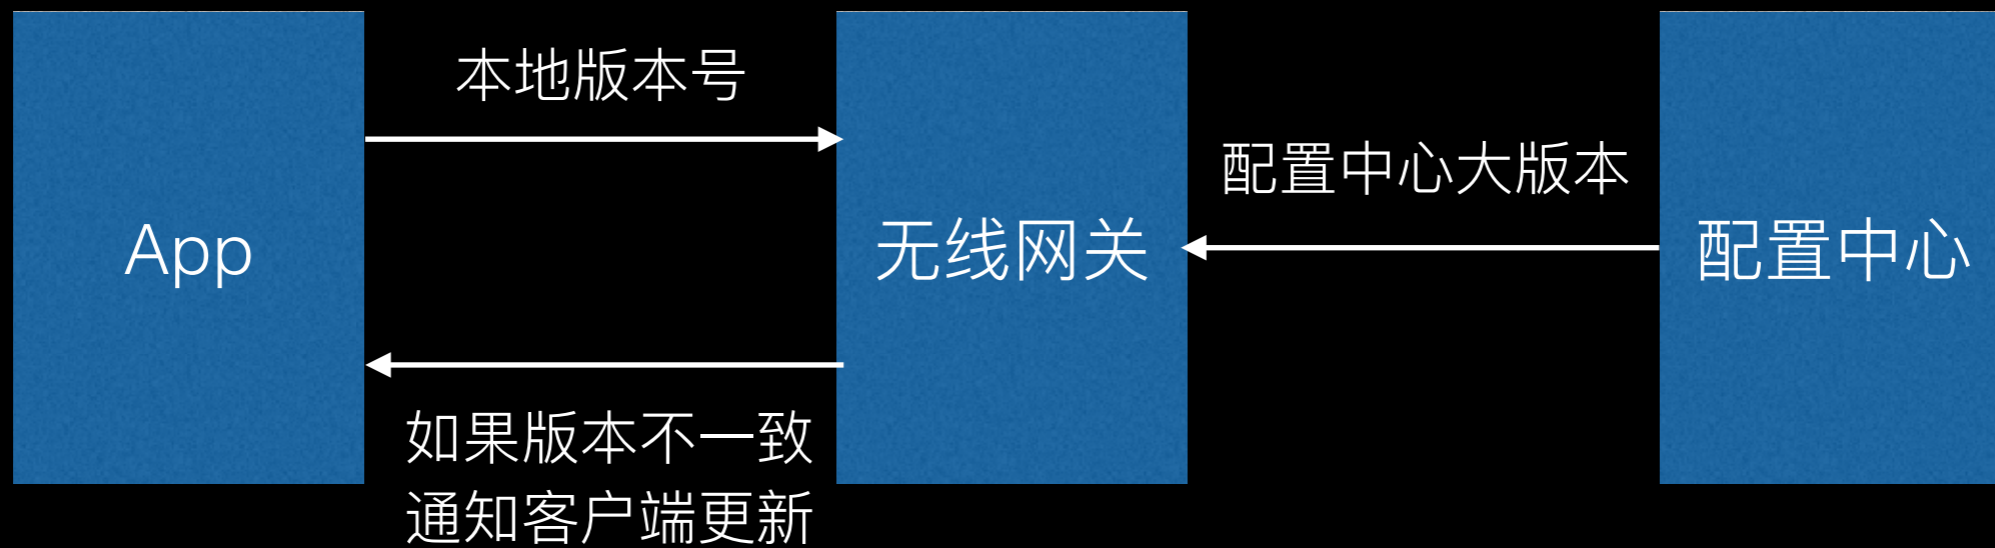 本地版本号
配置中心大版本
App
无线网关
配置中心
如果版本不一致
通知客户端更新